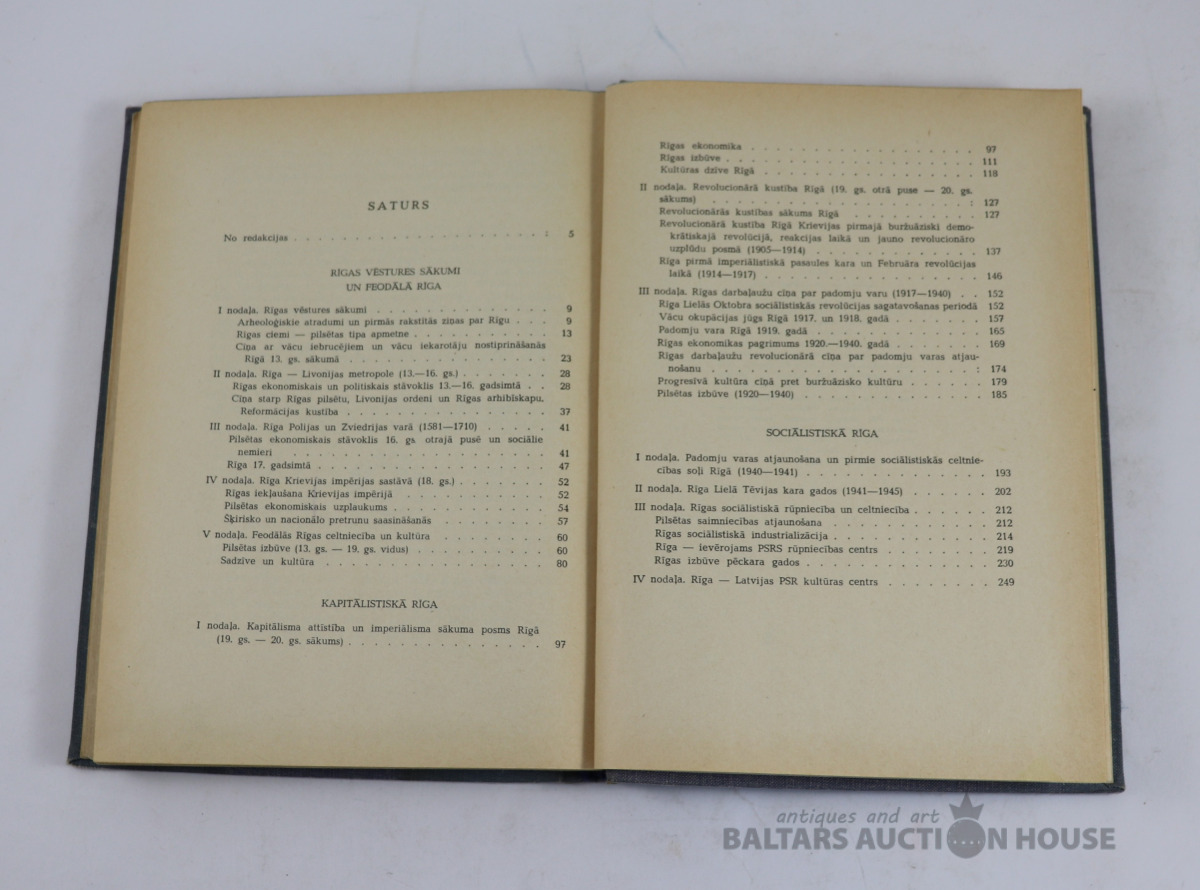 SATURS
No redakcijas . . . . . . . . . . . . . . . . . . . : 5
RĪGAS VĒSTURES SĀKUMI
UN FEODĀLĀ RĪGA
I nodaļa. Rīgas vēstures sākumi . . . . . . . . . . . . . 9
Arheoloģiskie atradumi un pirmās rakstītās ziņas par Rīgu . . . 9
Rīgas ciemi — pilsētas tipa apmetne . . . . . . . . . . 13
Cīņa ar vācu iebrucējiem un vācu iekarotāju nostiprināšanās
Rīgā 13. gs. sākumā . . . . . . . . . . . . . . . 23
II nodaļa. Rīga — Livonijas metropole (13.—16. gs.) . . . . . . . 28
Rīgas ekonomiskais un politiskais stāvoklis 13.—16. gadsimtā . . 28
Cīņa starp Rīgas pilsētu, Livonijas ordeni un Rīgas arhibīskapu.
Reformācijas kustība . . . . . . . . . . . . . . . 37
III nodaļa. Rīga Polijas un Zviedrijas varā (1581—1710) . . . . . 41
Pilsētas ekonomiskais stāvoklis 16. gs. otrajā pusē un sociālie
nemieri . . . . . . . . . . . . . . . . . . 41
Rīga 17. gadsimtā . . . . . . . . . . . . . . . . . 47
IV nodaļa. Rīga Krievijas impērijas sastāvā (18. gs.) . . . . . . . 52
Rīgas iekļaušana Krievijas impērijā . . . . . . . . . . . 52
Pilsētas ekonomiskais uzplaukums . . . . . . . . . . . . 54
Šķirisko un nacionālo pretrunu saasināšanās . . . . . . . 57
V nodaļa. Feodālās Rīgas celtniecība un kultūra . . . . . . . . 60
Pilsētas izbūve (13. gs. — 19. gs. vidus) . . . . . . . . . . 60
Sadzīve un kultūra . . . . . . . . . . . . . . . . . 80
KAPITĀLISTISKĀ RĪGA
I nodaļa. Kapitālisma attīstība un imperiālisma sākuma posms Rīgā
(19. gs. — 20. gs. sākums) . . . . . . . . . . . . . . . 97
Rīgas ekonomika . . . . . . . . . . . . . . . . . 97
Rīgas izbūve . . . . . . . . . . . . . . . . . . . 111
Kultūras dzīve Rīgā . . . . . . . . . . . . . . . . 118
II nodaļa. Revolucionārā kustība Rīgā (19. gs. otrā puse — 20. gs.
sākums) . . . . . . . . . . . . . . . . . . . : 127
Revolucionārās kustības sākums Rīgā . . . . . . . . . . 127
Revolucionārā kustība Rīgā Krievijas pirmajā buržuāziski demo-
krātiskajā revolūcijā, reakcijas laikā un jauno revolucionāro
uzplūdu posmā (1905—1914) . . . . . . . . . . . . . 137
Rīga pirmā imperiālistiskā pasaules kara un Februāra revolūcijas
laikā (1914—1917) . . . . . . . . . . . . . . . . 146
III nodaļa. Rīgas darbaļaužu cīņa par padomju varu (1917—1940) . . 152
Rīga Lielās Oktobra sociālistiskās revolūcijas sagatavošanas periodā 152
Vācu okupācijas jūgs Rīgā 1917. un 1918. gadā . . . . . . . 157
Padomju vara Rīgā 1919. gadā . . . . . . . . . . . . . 165
Rīgas ekonomikas pagrimums 1920.—1940. gadā . . . . . . . 169
Rīgas darbaļaužu revolucionārā cīņa par padomju varas atjau-
nošanu . . . . . . . . . . . . . . . . . . . : 174
Progresīvā kultūra cīņā pret buržuāzisko kultūru . . . . . . 179
Pilsētas izbūve (1920—1940) . . . . . . . . . . . . . . 185
SOCIĀLISTISKĀ RĪGA
I nodaļa. Padomju varas atjaunošana un pirmie sociālistiskās celtnie-
cības soļi Rīgā (1940—1941) . . . . . . . . . . . . . . 193
II nodaļa. Rīga Lielā Tēvijas kara gados (1941—1945) . . . . . . . 202
III nodaļa. Rīgas sociālistiskā rūpniecība un celtniecība . . . . . . 212
Pilsētas saimniecības atjaunošana . . . . . . . . . . . . 212
Rīgas sociālistiskā industrializācija . . . . . . . . . . . 214
Rīga — ievērojams PSRS rūpniecības centrs . . . . . . . . 219
Rīgas izbūve pēckara gados . . . . . . . . . . . . . . 230
IV nodaļa. Rīga — Latvijas PSR kultūras centrs . . . . . . . . 249
antiques and art
BALTARS AUCTION HOUSE